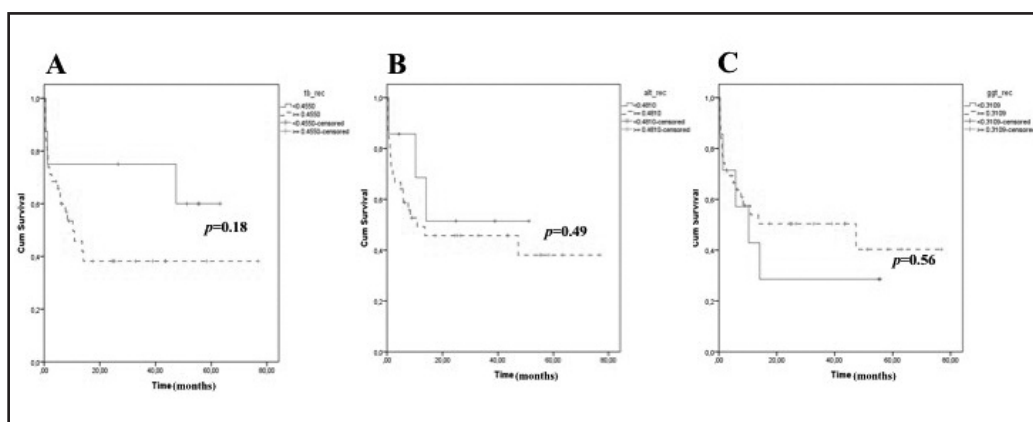 A
tb_rec
<0.4550
>= 0.4550
<0.4550-censored
>= 0.4550-censored
1,0
0,8
0,6
0,4
0,2
0,0
Cum Survival
p=0.18
,00
20,00
40,00
60,00
80,00
Time (months)
B
alt_rec
<0.4810
>= 0.4810
<0.4810-censored
>= 0.4810-censored
1,0
0,8
0,6
0,4
0,2
0,0
Cum Survival
p=0.49
,00
20,00
40,00
60,00
80,00
Time (months)
C
ggt_rec
<0.3109
>= 0.3109
<0.3109-censored
>= 0.3109-censored
1,0
0,8
0,6
0,4
0,2
0,0
Cum Survival
p=0.56
,00
20,00
40,00
60,00
80,00
Time (months)